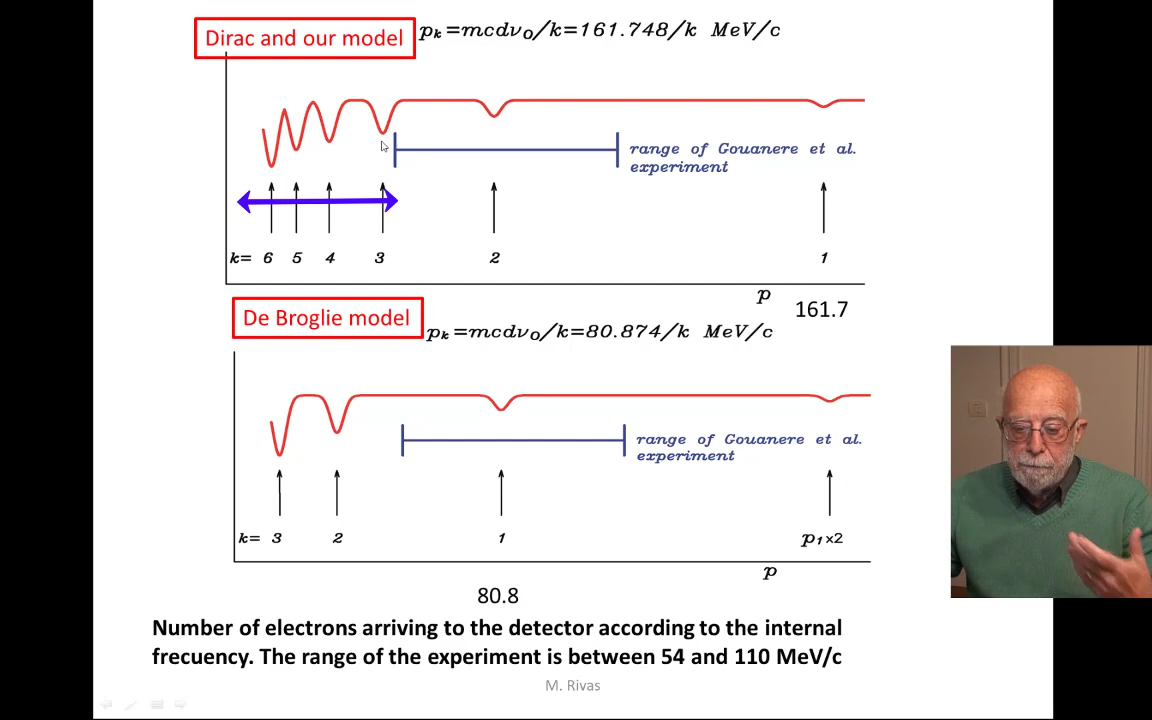 Dirac and our model
pₖ=mcdν₀/k=161.748/k MeV/c
range of Gouanere et al.
experiment
k= 6 5 4 3 2 1
p
161.7
De Broglie model
pₖ=mcdν₀/k=80.874/k MeV/c
range of Gouanere et al.
experiment
k= 3 2 1 p₁×2
p
80.8
Number of electrons arriving to the detector according to the internal
frecuency. The range of the experiment is between 54 and 110 MeV/c
M. Rivas